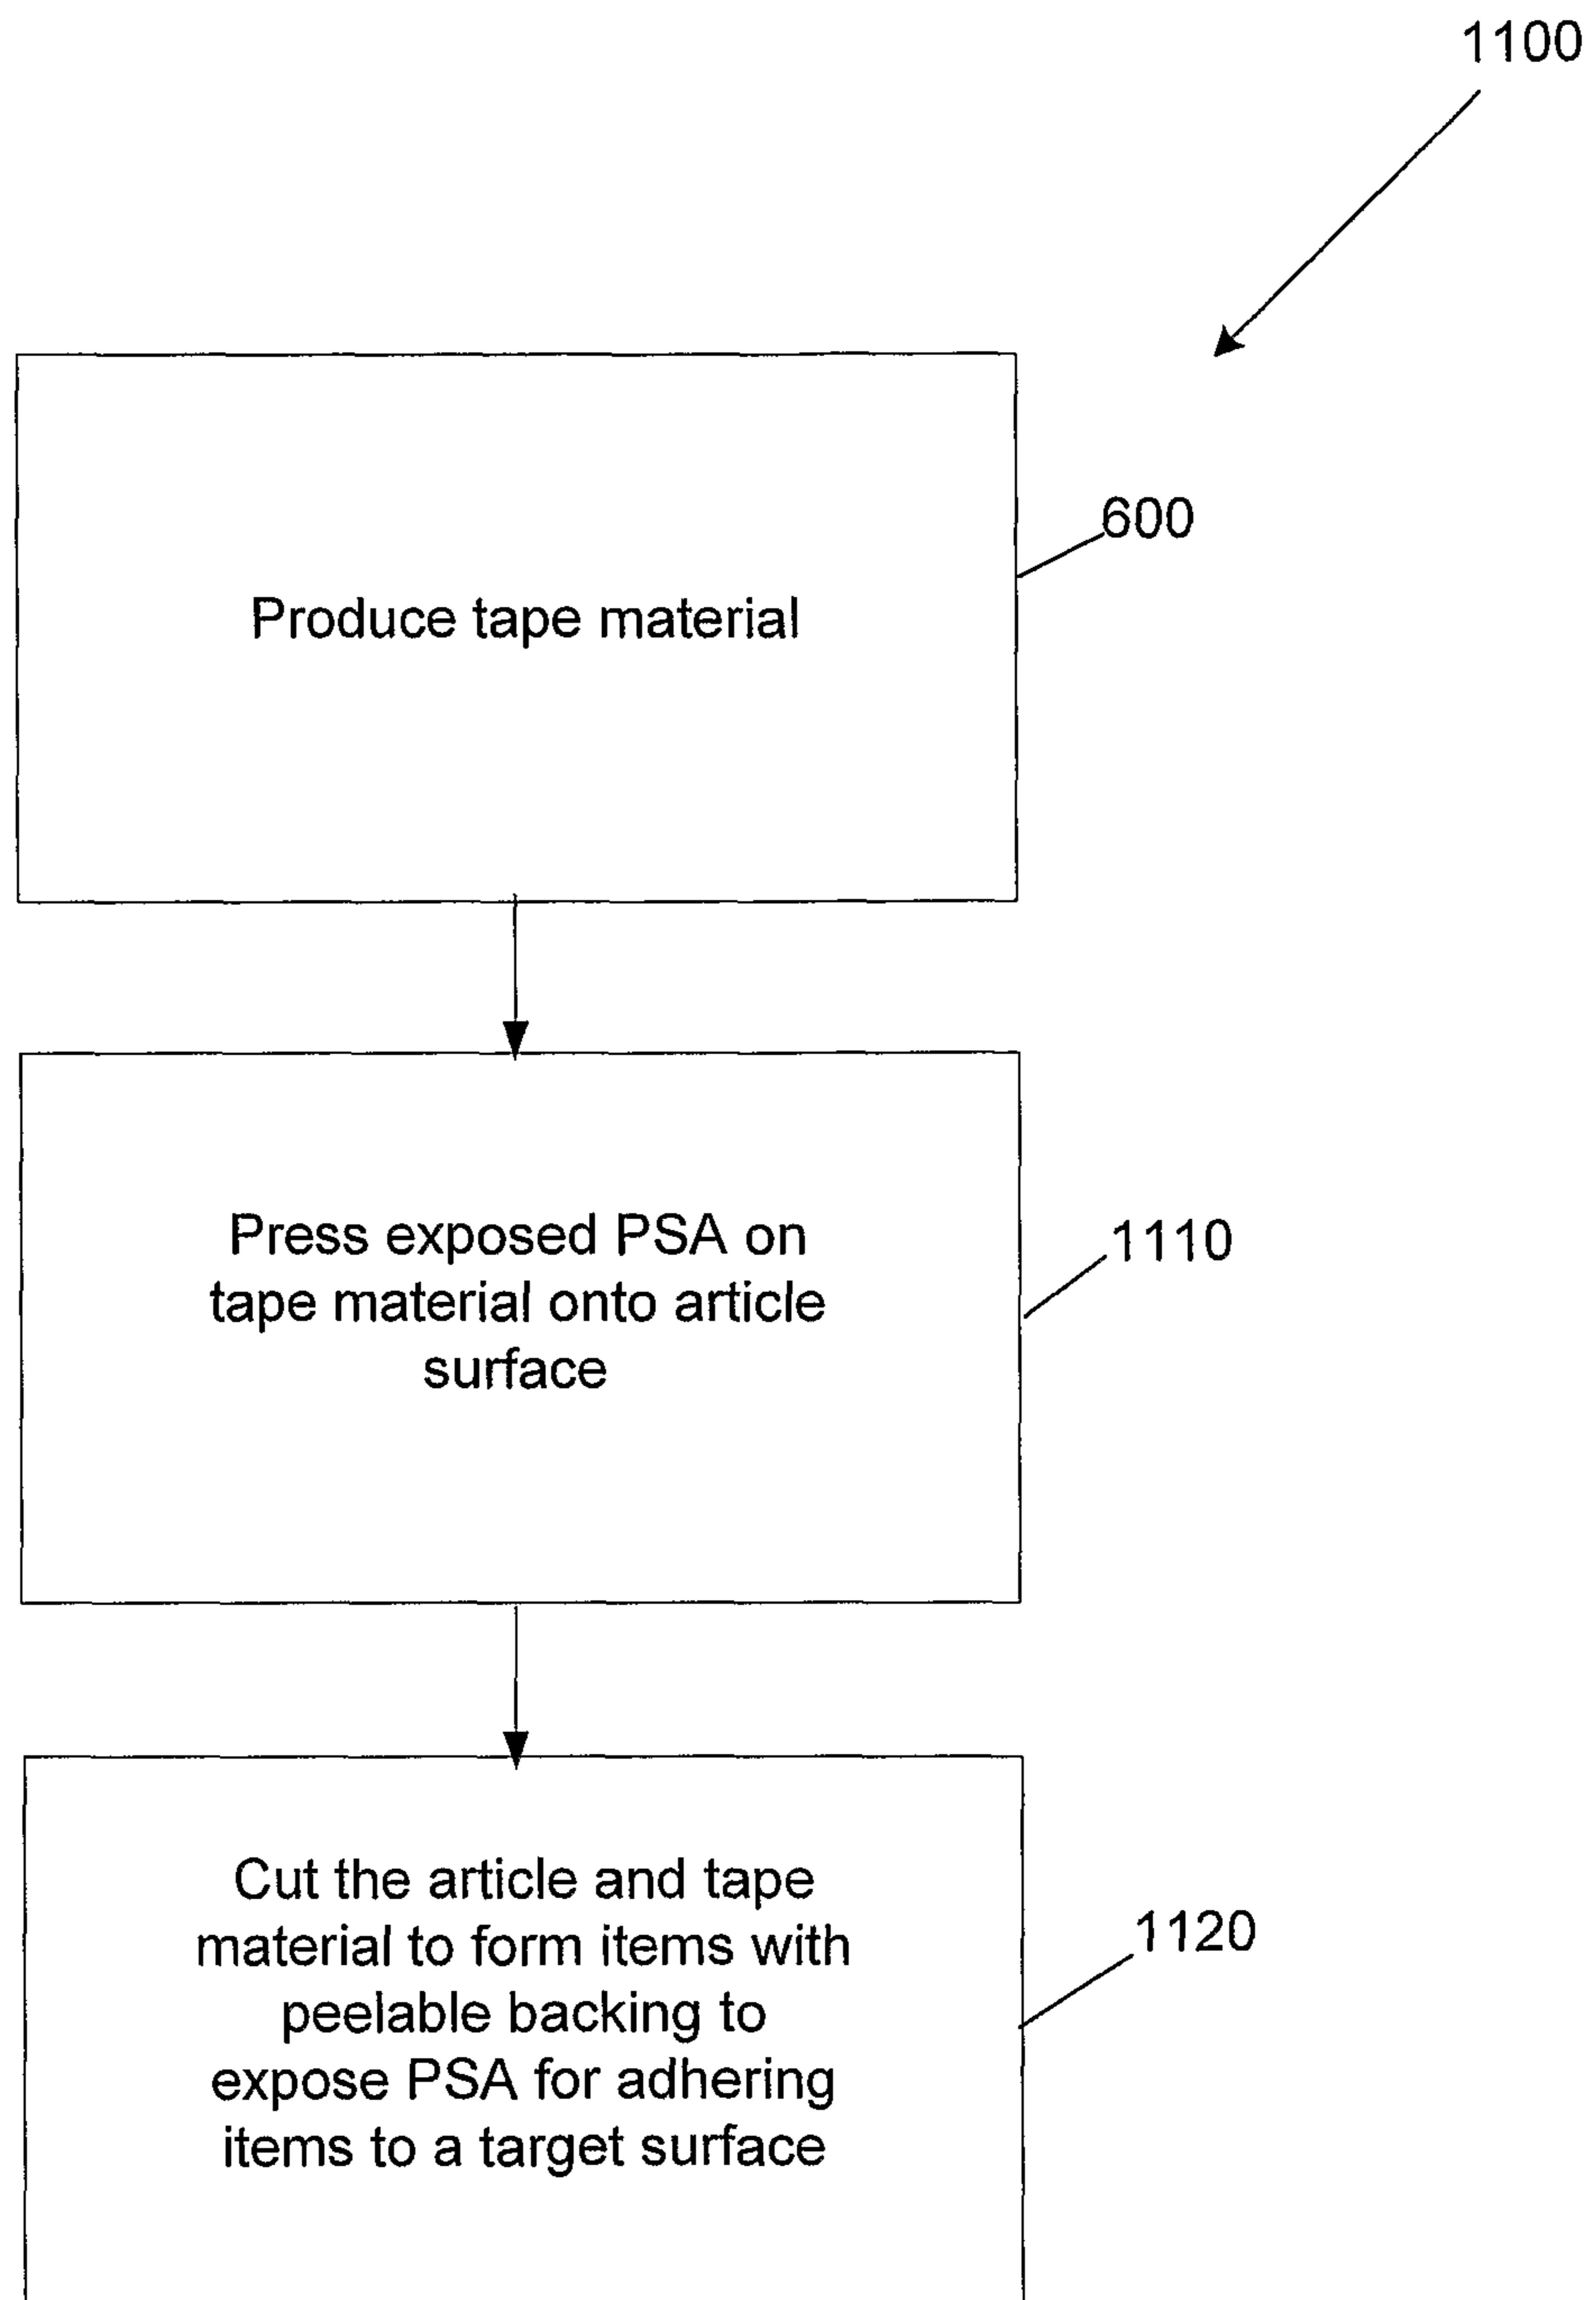 1100
600
Produce tape material
Press exposed PSA on
1110
tape material onto article
surface
Cut the article and tape
1120
material to form items with
peelable backing to
expose PSA for adhering
items to a target surface